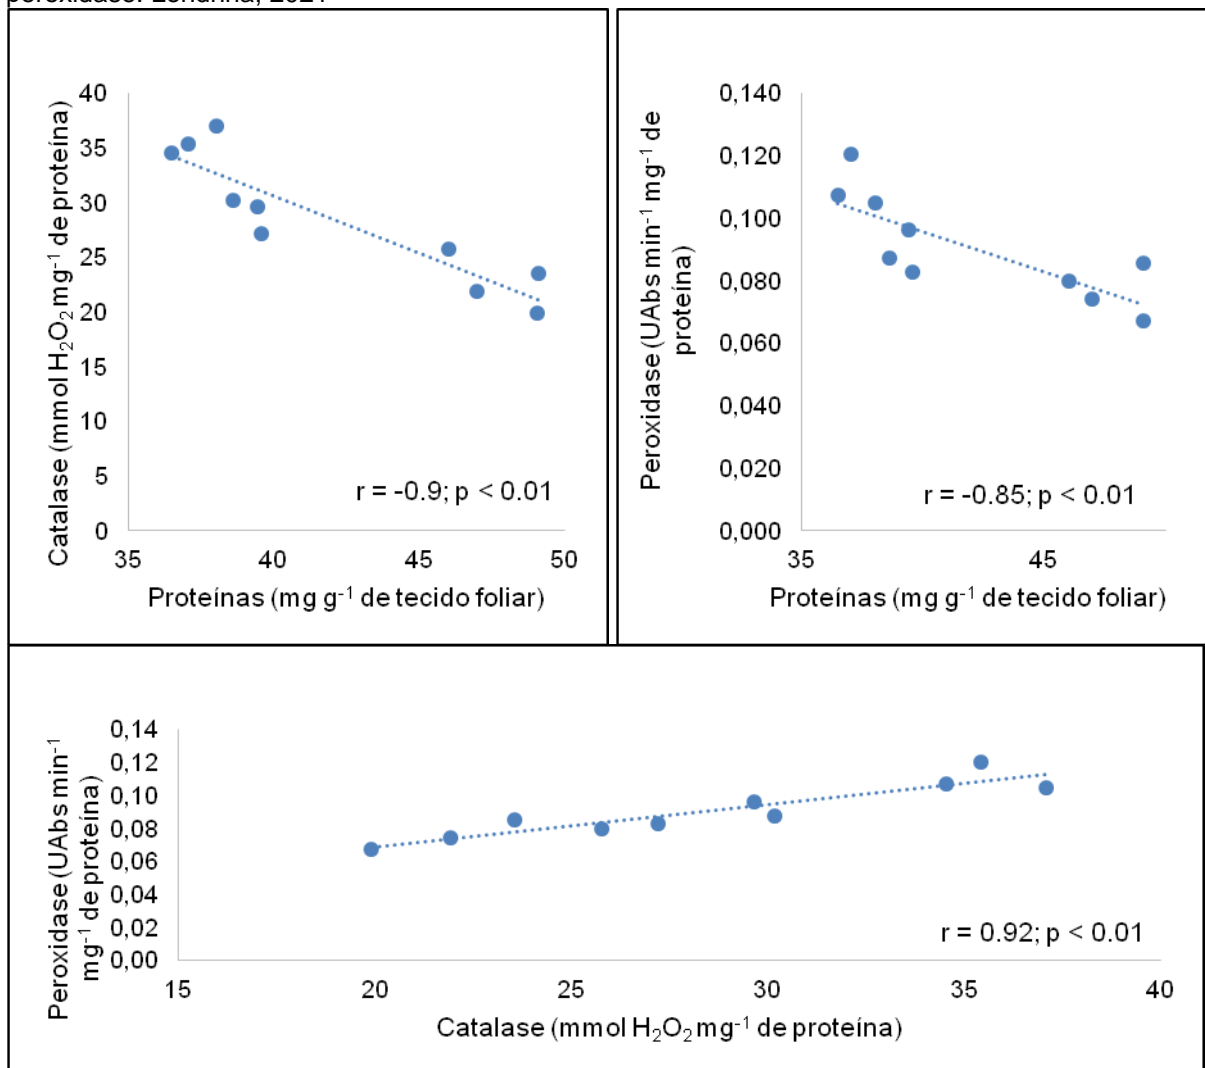 peroxidase. Londrina, 2021
Catalase (mmol H₂O₂ mg⁻¹ de proteína)
40
35
30
25
20
15
10
5
0
r = -0.9; p < 0.01
35 40 45 50
Proteínas (mg g⁻¹ de tecido foliar)
Peroxidase (UAbs min⁻¹ mg⁻¹ de
proteína)
0,140
0,120
0,100
0,080
0,060
0,040
0,020
0,000
r = -0.85; p < 0.01
35 45
Proteínas (mg g⁻¹ de tecido foliar)
Peroxidase (UAbs min⁻¹
mg⁻¹ de proteína)
0,14
0,12
0,10
0,08
0,06
0,04
0,02
0,00
r = 0.92; p < 0.01
15 20 25 30 35 40
Catalase (mmol H₂O₂ mg⁻¹ de proteína)